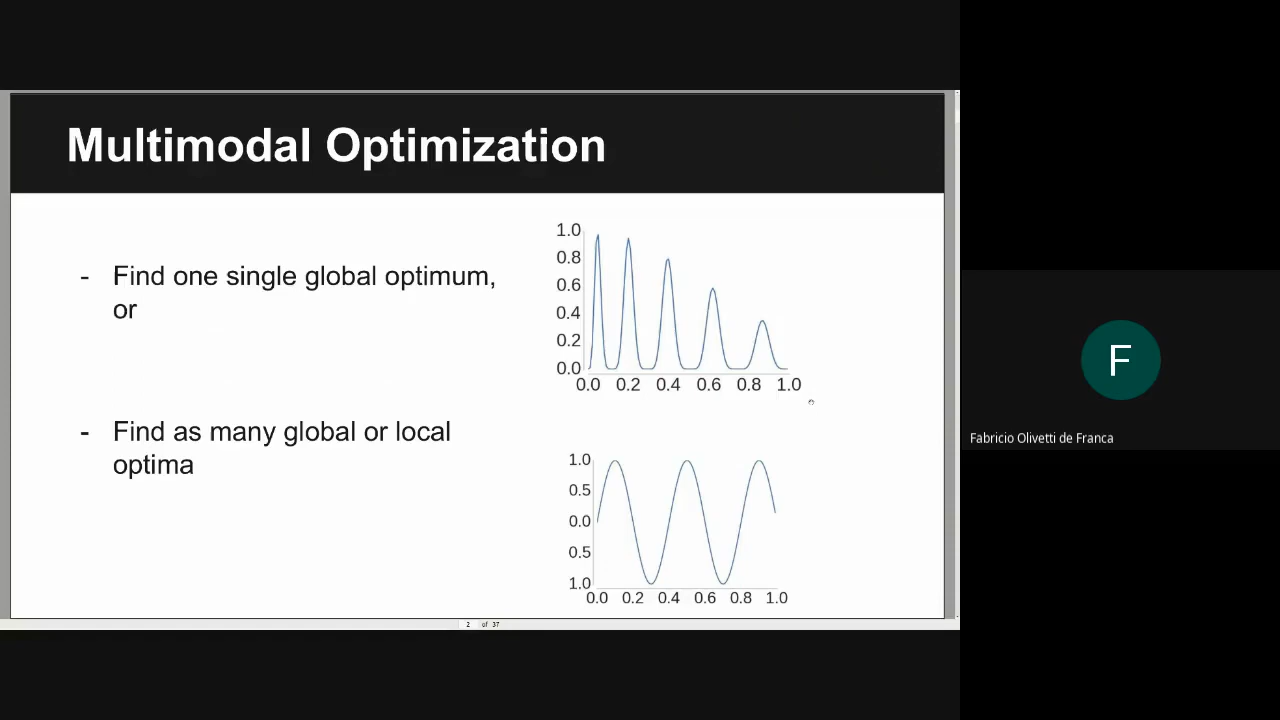 Multimodal Optimization
- Find one single global optimum,
or
- Find as many global or local
optima
1.0
0.8
0.6
0.4
0.2
0.0
0.0 0.2 0.4 0.6 0.8 1.0
1.0
0.5
0.0
0.5
1.0
0.0 0.2 0.4 0.6 0.8 1.0
2 of 37
F
Fabricio Olivetti de Franca